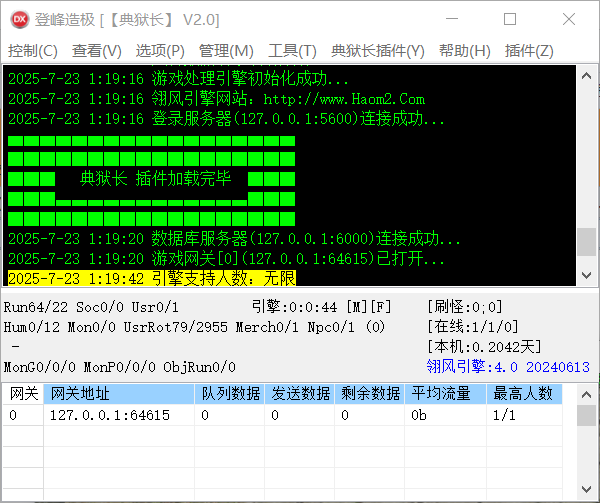 DX 登峰造极 [【典狱长】 V2.0]
控制(C) 查看(V) 选项(P) 管理(M) 工具(T) 典狱长插件(Y) 帮助(H) 插件(Z)
2025-7-23 1:19:16 游戏处理引擎初始化成功...
2025-7-23 1:19:16 翎风引擎网站: http://www.Haom2.Com
2025-7-23 1:19:16 登录服务器(127.0.0.1:5600)连接成功...
典狱长 插件加载完毕
2025-7-23 1:19:20 数据库服务器(127.0.0.1:6000)连接成功...
2025-7-23 1:19:20 游戏网关[0](127.0.0.1:64615)已打开...
2025-7-23 1:19:42 引擎支持人数: 无限
Run64/22 Soc0/0 Usr0/1 引擎:0:0:44 [M][F] [刷怪:0;0]
Hum0/12 Mon0/0 UsrRot79/2955 Merch0/1 Npc0/1 (0) [在线:1/1/0]
- [本机:0.2042天]
MonG0/0/0 MonP0/0/0 ObjRun0/0 翎风引擎:4.0 20240613
网关 网关地址 队列数据 发送数据 剩余数据 平均流量 最高人数
0 127.0.0.1:64615 0 0 0 0b 1/1